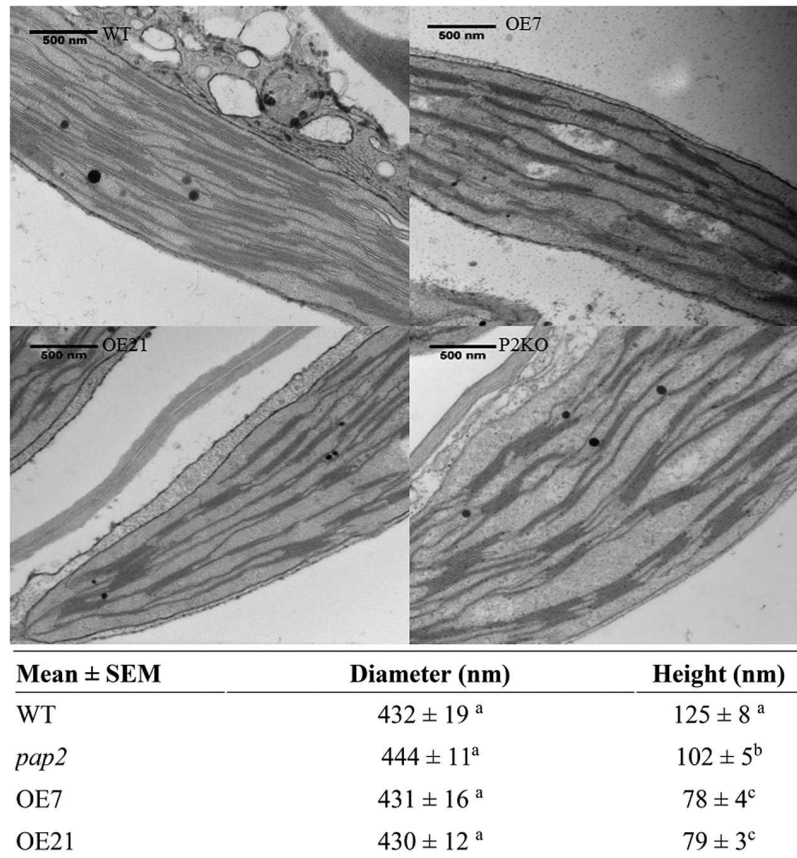 500 nm WT
500 nm OE7
500 nm OE21
500 nm P2KO
Mean ± SEM Diameter (nm) Height (nm)
WT 432 ± 19 ᵃ 125 ± 8 ᵃ
pap2 444 ± 11ᵃ 102 ± 5ᵇ
OE7 431 ± 16 ᵃ 78 ± 4ᶜ
OE21 430 ± 12 ᵃ 79 ± 3ᶜ